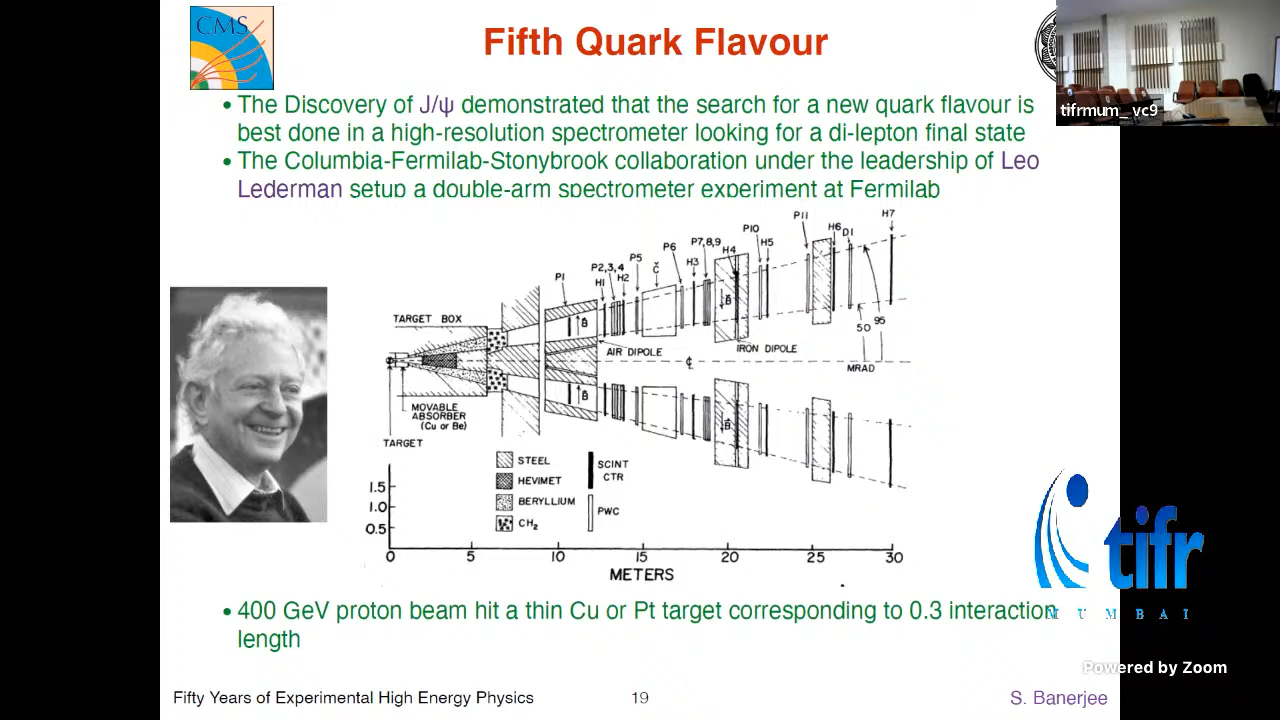 CMS
Fifth Quark Flavour
tifrmum_ vc9
• The Discovery of J/ψ demonstrated that the search for a new quark flavour is
best done in a high-resolution spectrometer looking for a di-lepton final state
• The Columbia-Fermilab-Stonybrook collaboration under the leadership of Leo
Lederman setup a double-arm spectrometer experiment at Fermilab
P1
H1
P2,3,4
H2
P5
Č
P6
H3
P7,8,9
H4
P10
H5
P11
H6
D1
H7
TARGET BOX
B
B
AIR DIPOLE
IRON DIPOLE
℄
50
95
MRAD
MOVABLE
ABSORBER
(Cu or Be)
TARGET
B
B
STEEL
HEVIMET
BERYLLIUM
CH₂
SCINT
CTR
PWC
1.5
1.0
0.5
0 5 10 15 20 25 30
METERS
tifr
MUMBAI
• 400 GeV proton beam hit a thin Cu or Pt target corresponding to 0.3 interaction
length
Powered by Zoom
Fifty Years of Experimental High Energy Physics 19 S. Banerjee